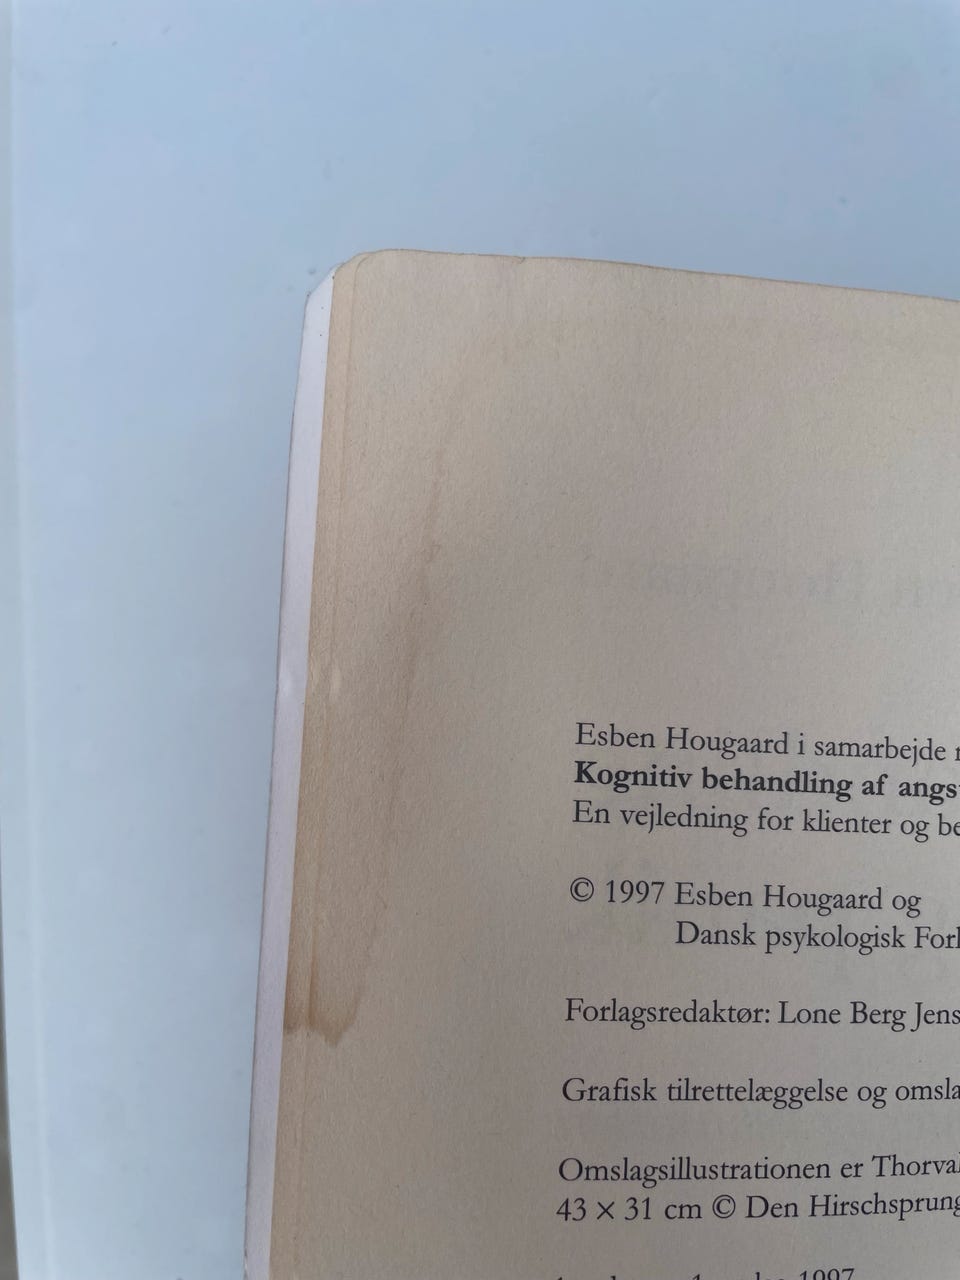 Esben Hougaard i samarbejde
Kognitiv behandling af
En vejledning for klienter og
© 1997 Esben Hougaard og
Dansk psykologisk
Forlagsredaktør: Lone Berg
Grafisk tilrettelæggelse og
Omslagsillustrationen er
43 × 31 cm © Den
1997